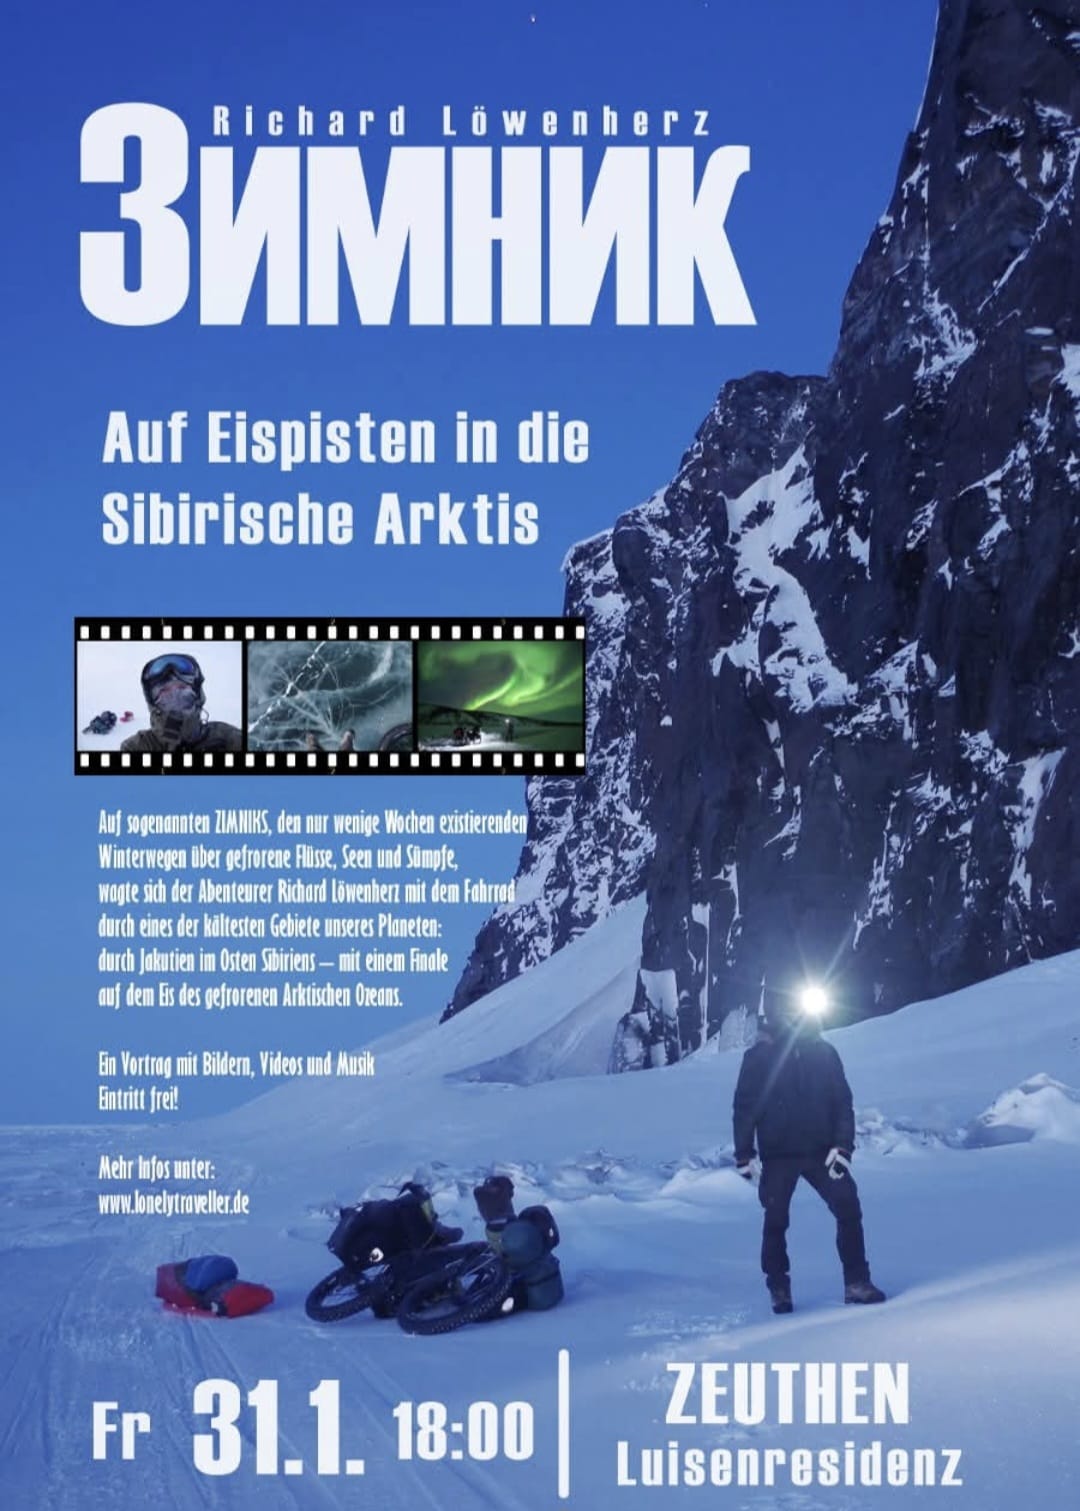 Richard Löwenherz
Зимник
Auf Eispisten in die
Sibirische Arktis
Auf sogenannten ZIMNIKS, den nur wenige Wochen existierenden
Winterwegen über gefrorene Flüsse, Seen und Sümpfe,
wagte sich der Abenteurer Richard Löwenherz mit dem Fahrrad
durch eines der kältesten Gebiete unseres Planeten:
durch Jakutien im Osten Sibiriens – mit einem Finale
auf dem Eis des gefrorenen Arktischen Ozeans.
Ein Vortrag mit Bildern, Videos und Musik
Eintritt frei!
Mehr Infos unter:
www.lonelytraveller.de
Fr 31.1. 18:00
ZEUTHEN
Luisenresidenz